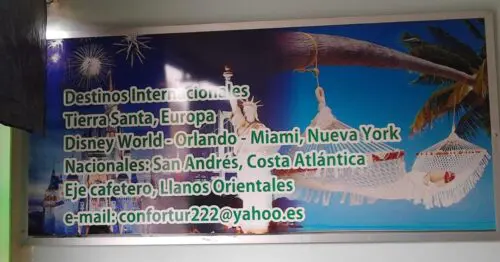 Destinos Internacionales
Tierra Santa, Europa
Disney World - Orlando - Miami, Nueva York
Nacionales: San Andrés, Costa Atlántica
Eje cafetero, Llanos Orientales
e-mail: confortur222@yahoo.es